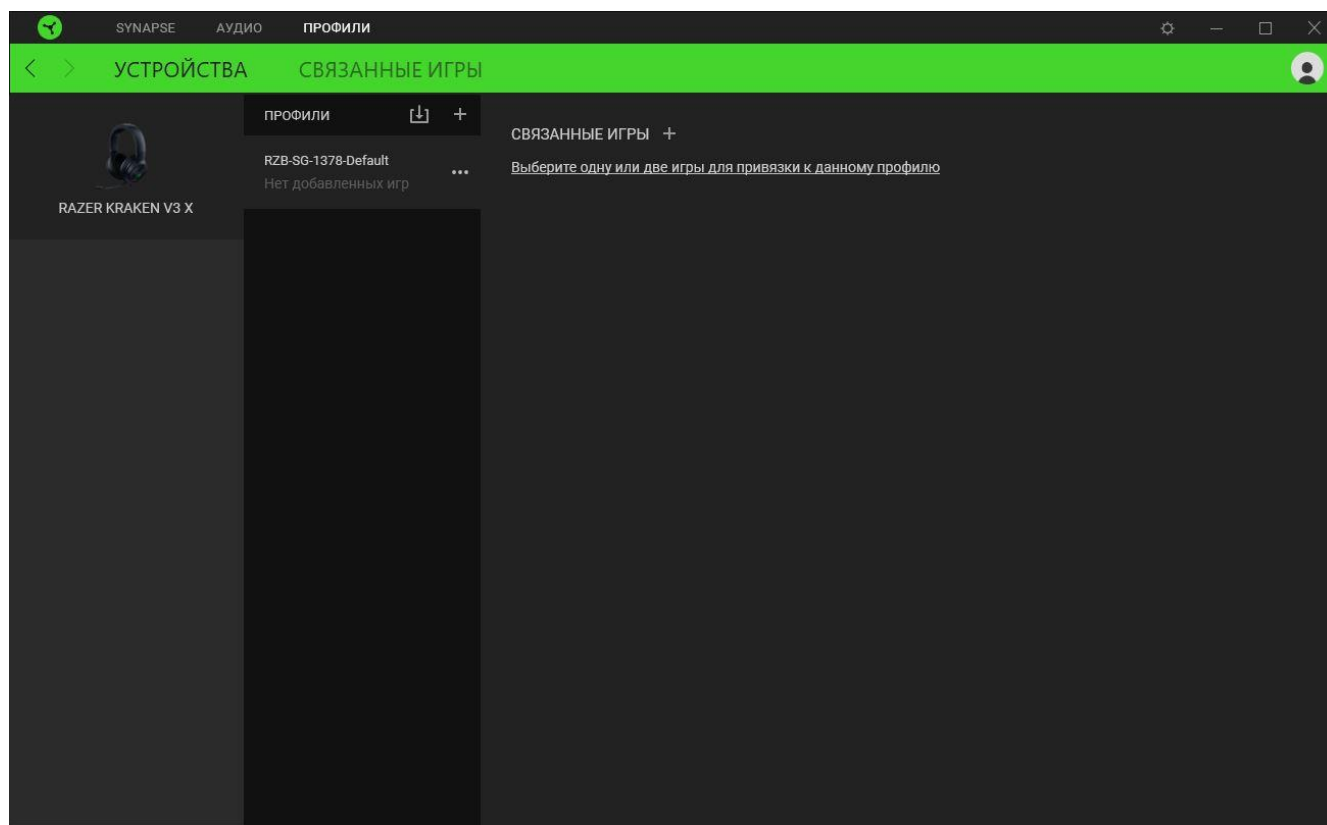 SYNAPSE АУДИО ПРОФИЛИ
УСТРОЙСТВА СВЯЗАННЫЕ ИГРЫ
RAZER KRAKEN V3 X
ПРОФИЛИ
RZB-SG-1378-Default
Нет добавленных игр
СВЯЗАННЫЕ ИГРЫ
Выберите одну или две игры для привязки к данному профилю